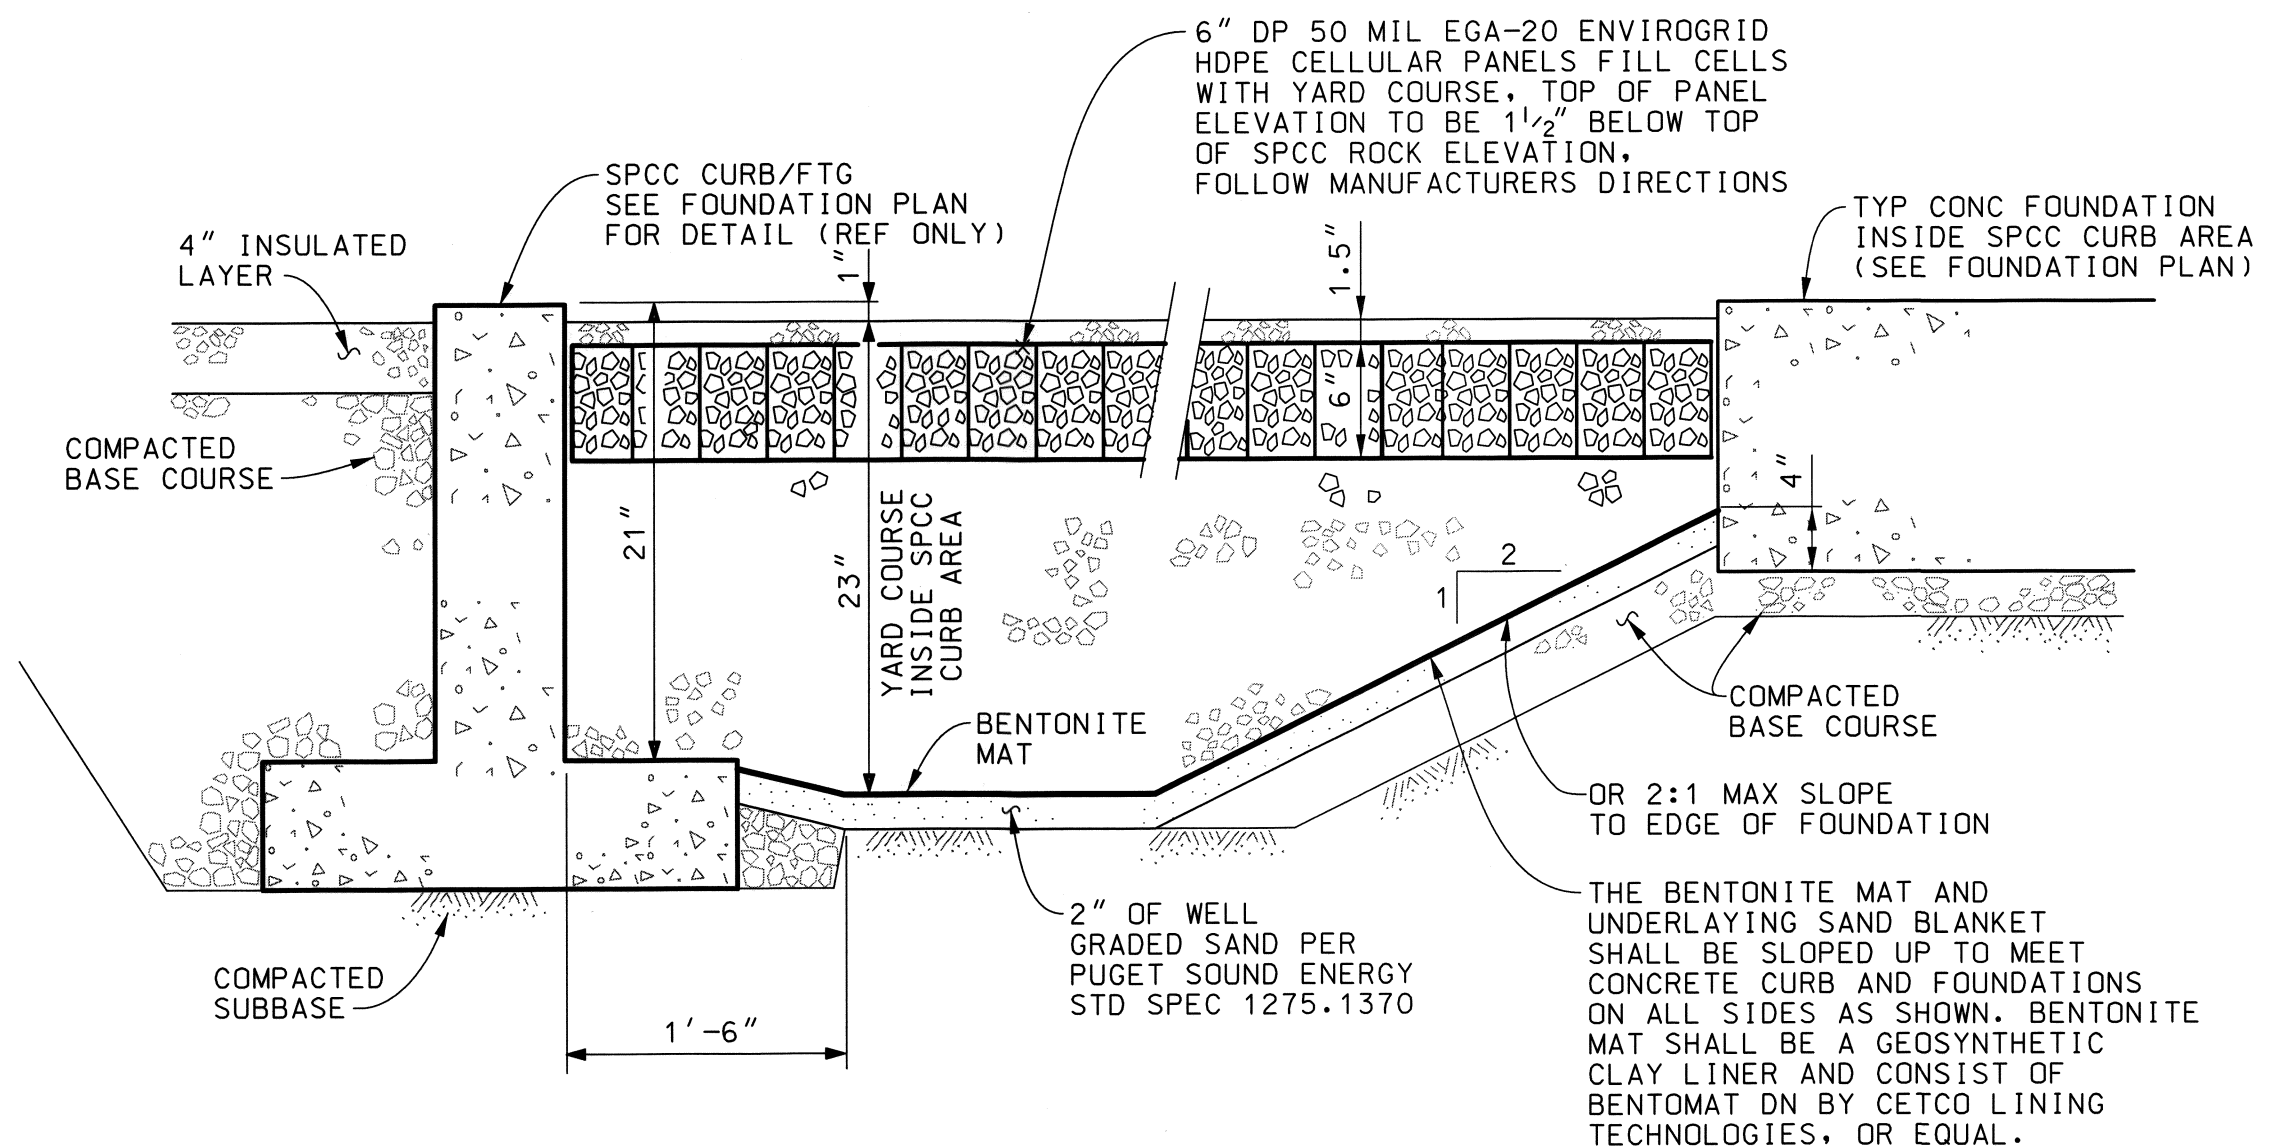 6" DP 50 MIL EGA-20 ENVIROGRID
HDPE CELLULAR PANELS FILL CELLS
WITH YARD COURSE, TOP OF PANEL
ELEVATION TO BE 1 1/2" BELOW TOP
OF SPCC ROCK ELEVATION,
FOLLOW MANUFACTURERS DIRECTIONS
SPCC CURB/FTG
SEE FOUNDATION PLAN
FOR DETAIL (REF ONLY)
TYP CONC FOUNDATION
INSIDE SPCC CURB AREA
(SEE FOUNDATION PLAN)
4" INSULATED
LAYER
1"
1.5"
6"
COMPACTED
BASE COURSE
4"
21"
23"
YARD COURSE
INSIDE SPCC
CURB AREA
2
1
BENTONITE
MAT
COMPACTED
BASE COURSE
OR 2:1 MAX SLOPE
TO EDGE OF FOUNDATION
2" OF WELL
GRADED SAND PER
PUGET SOUND ENERGY
STD SPEC 1275.1370
THE BENTONITE MAT AND
UNDERLAYING SAND BLANKET
SHALL BE SLOPED UP TO MEET
CONCRETE CURB AND FOUNDATIONS
ON ALL SIDES AS SHOWN. BENTONITE
MAT SHALL BE A GEOSYNTHETIC
CLAY LINER AND CONSIST OF
BENTOMAT DN BY CETCO LINING
TECHNOLOGIES, OR EQUAL.
COMPACTED
SUBBASE
1'-6"